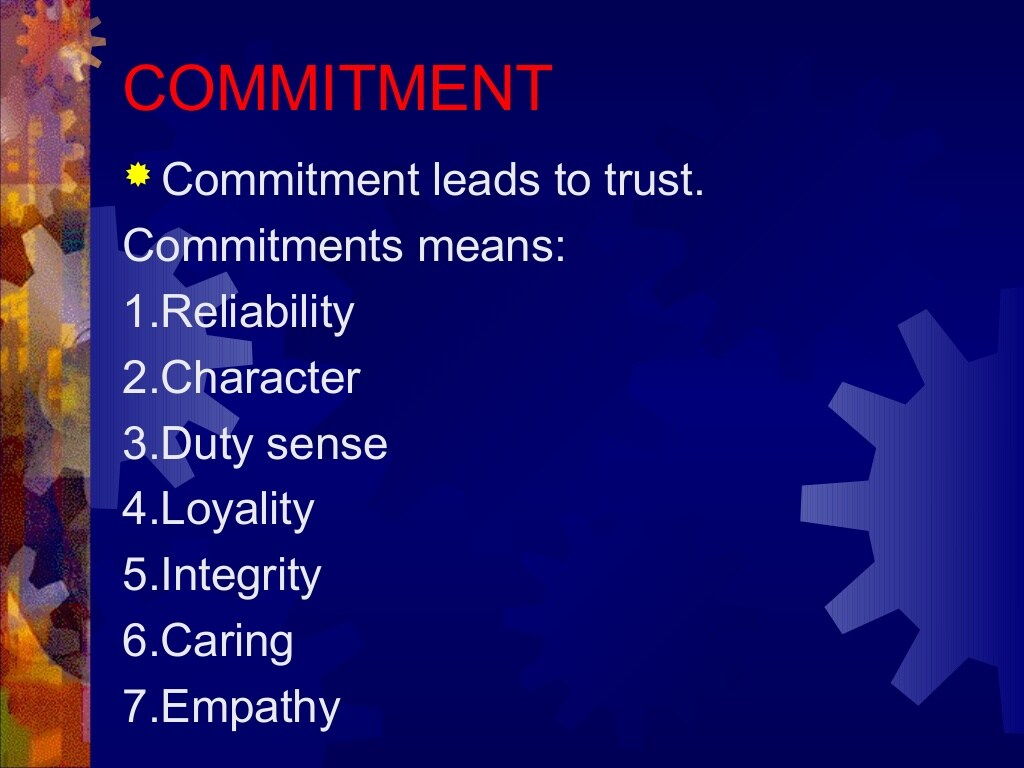 COMMITMENT
Commitment leads to trust.
Commitments means:
1.Reliability
2.Character
3.Duty sense
4.Loyality
5.Integrity
6.Caring
7.Empathy